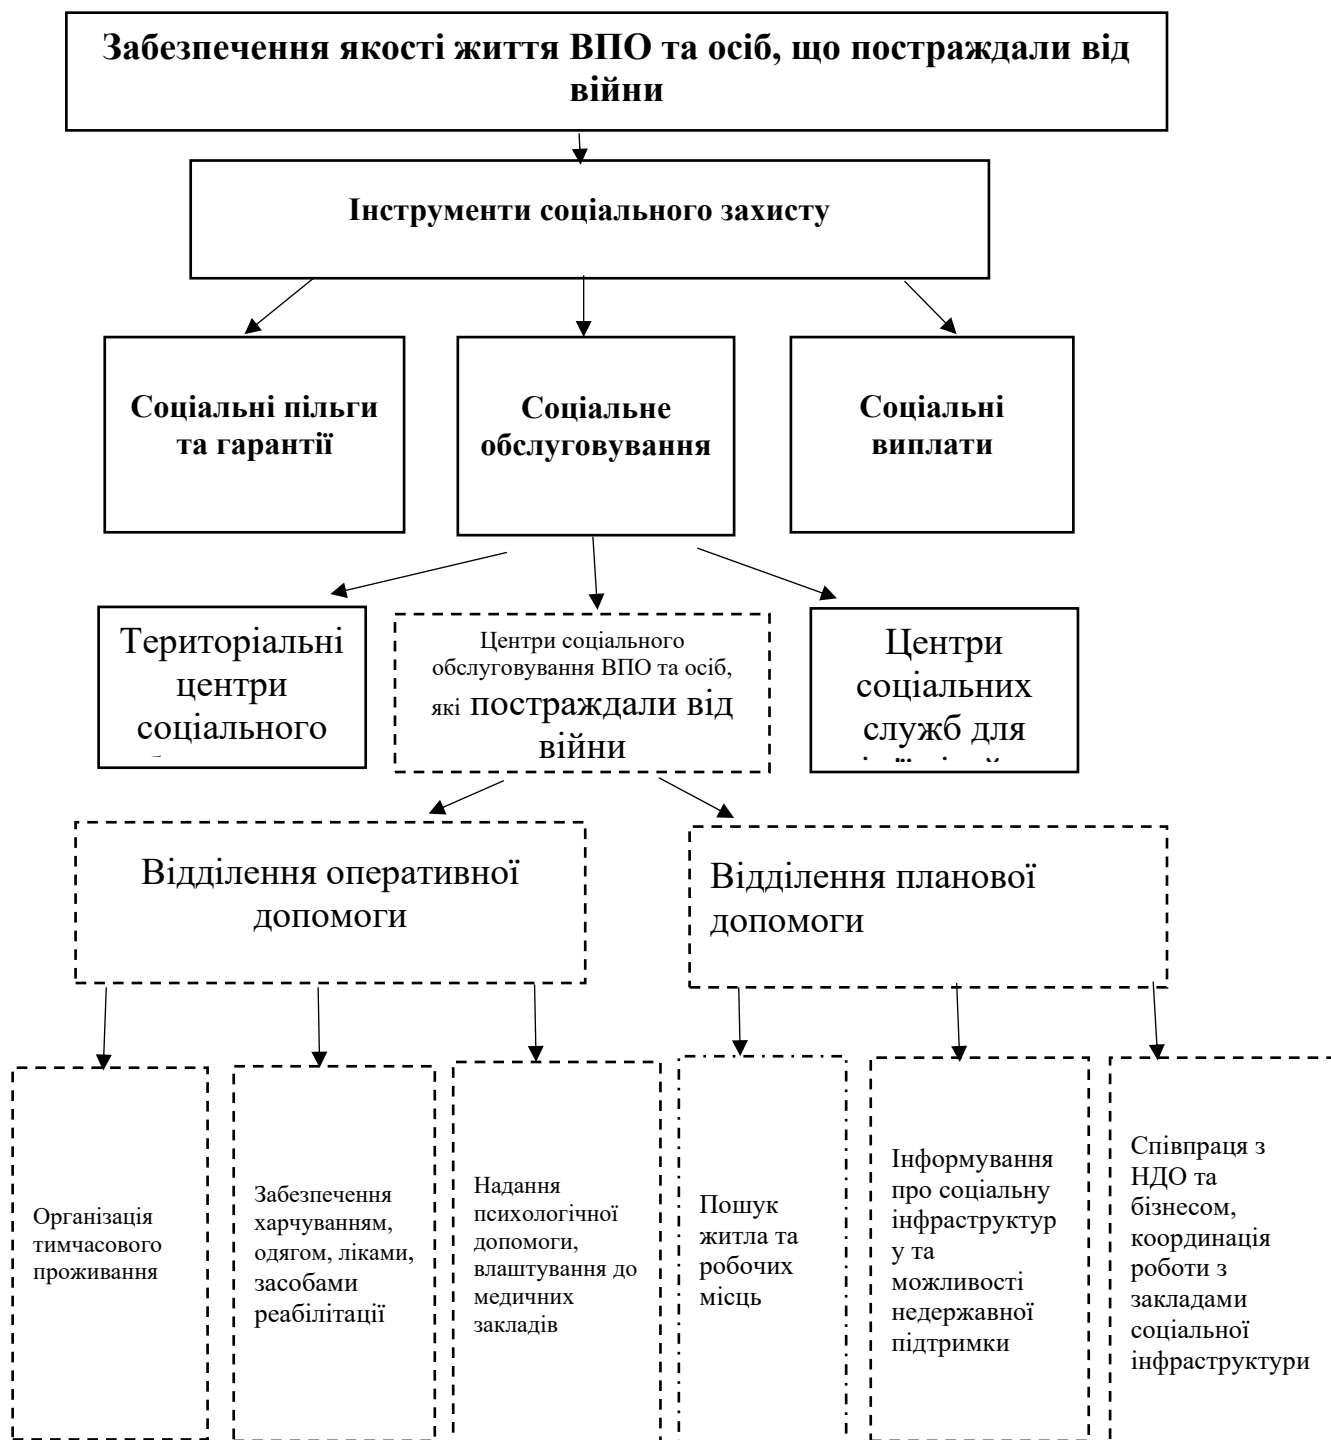 Забезпечення якості життя ВПО та осіб, що постраждали від
війни
Інструменти соціального захисту
Соціальні пільги
та гарантії
Соціальне
обслуговування
Соціальні
виплати
Територіальні
центри
соціального
Центри соціального
обслуговування ВПО та осіб,
які постраждали від
війни
Центри
соціальних
служб для
Відділення оперативної
допомоги
Відділення планової
допомоги
Організація
тимчасового
проживання
Забезпечення
харчуванням,
одягом, ліками,
засобами
реабілітації
Надання
психологічної
допомоги,
влаштування до
медичних
закладів
Пошук
житла та
робочих
місць
Інформування
про соціальну
інфраструктур
у та
можливості
недержавної
підтримки
Співпраця з
НДО та
бізнесом,
координація
роботи з
закладами
соціальної
інфраструктури